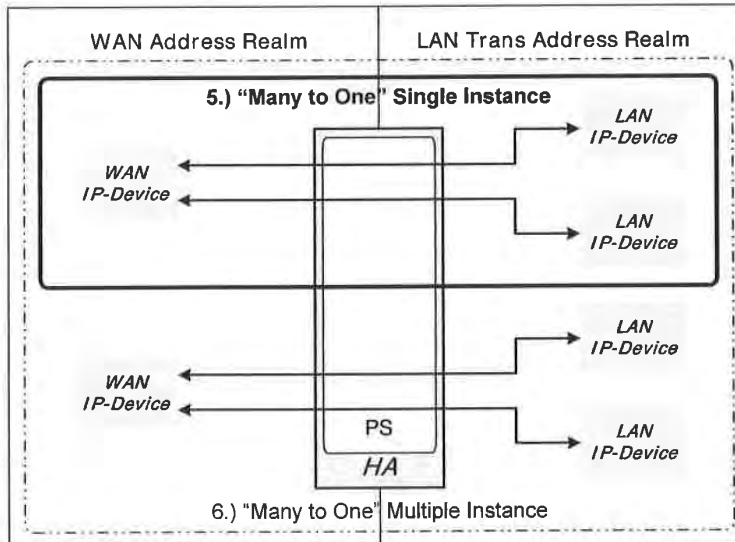 WAN Address Realm
LAN Trans Address Realm
5.) “Many to One” Single Instance
LAN
IP-Device
WAN
IP-Device
LAN
IP-Device
LAN
IP-Device
WAN
IP-Device
PS
LAN
IP-Device
HA
6.) “Many to One” Multiple Instance